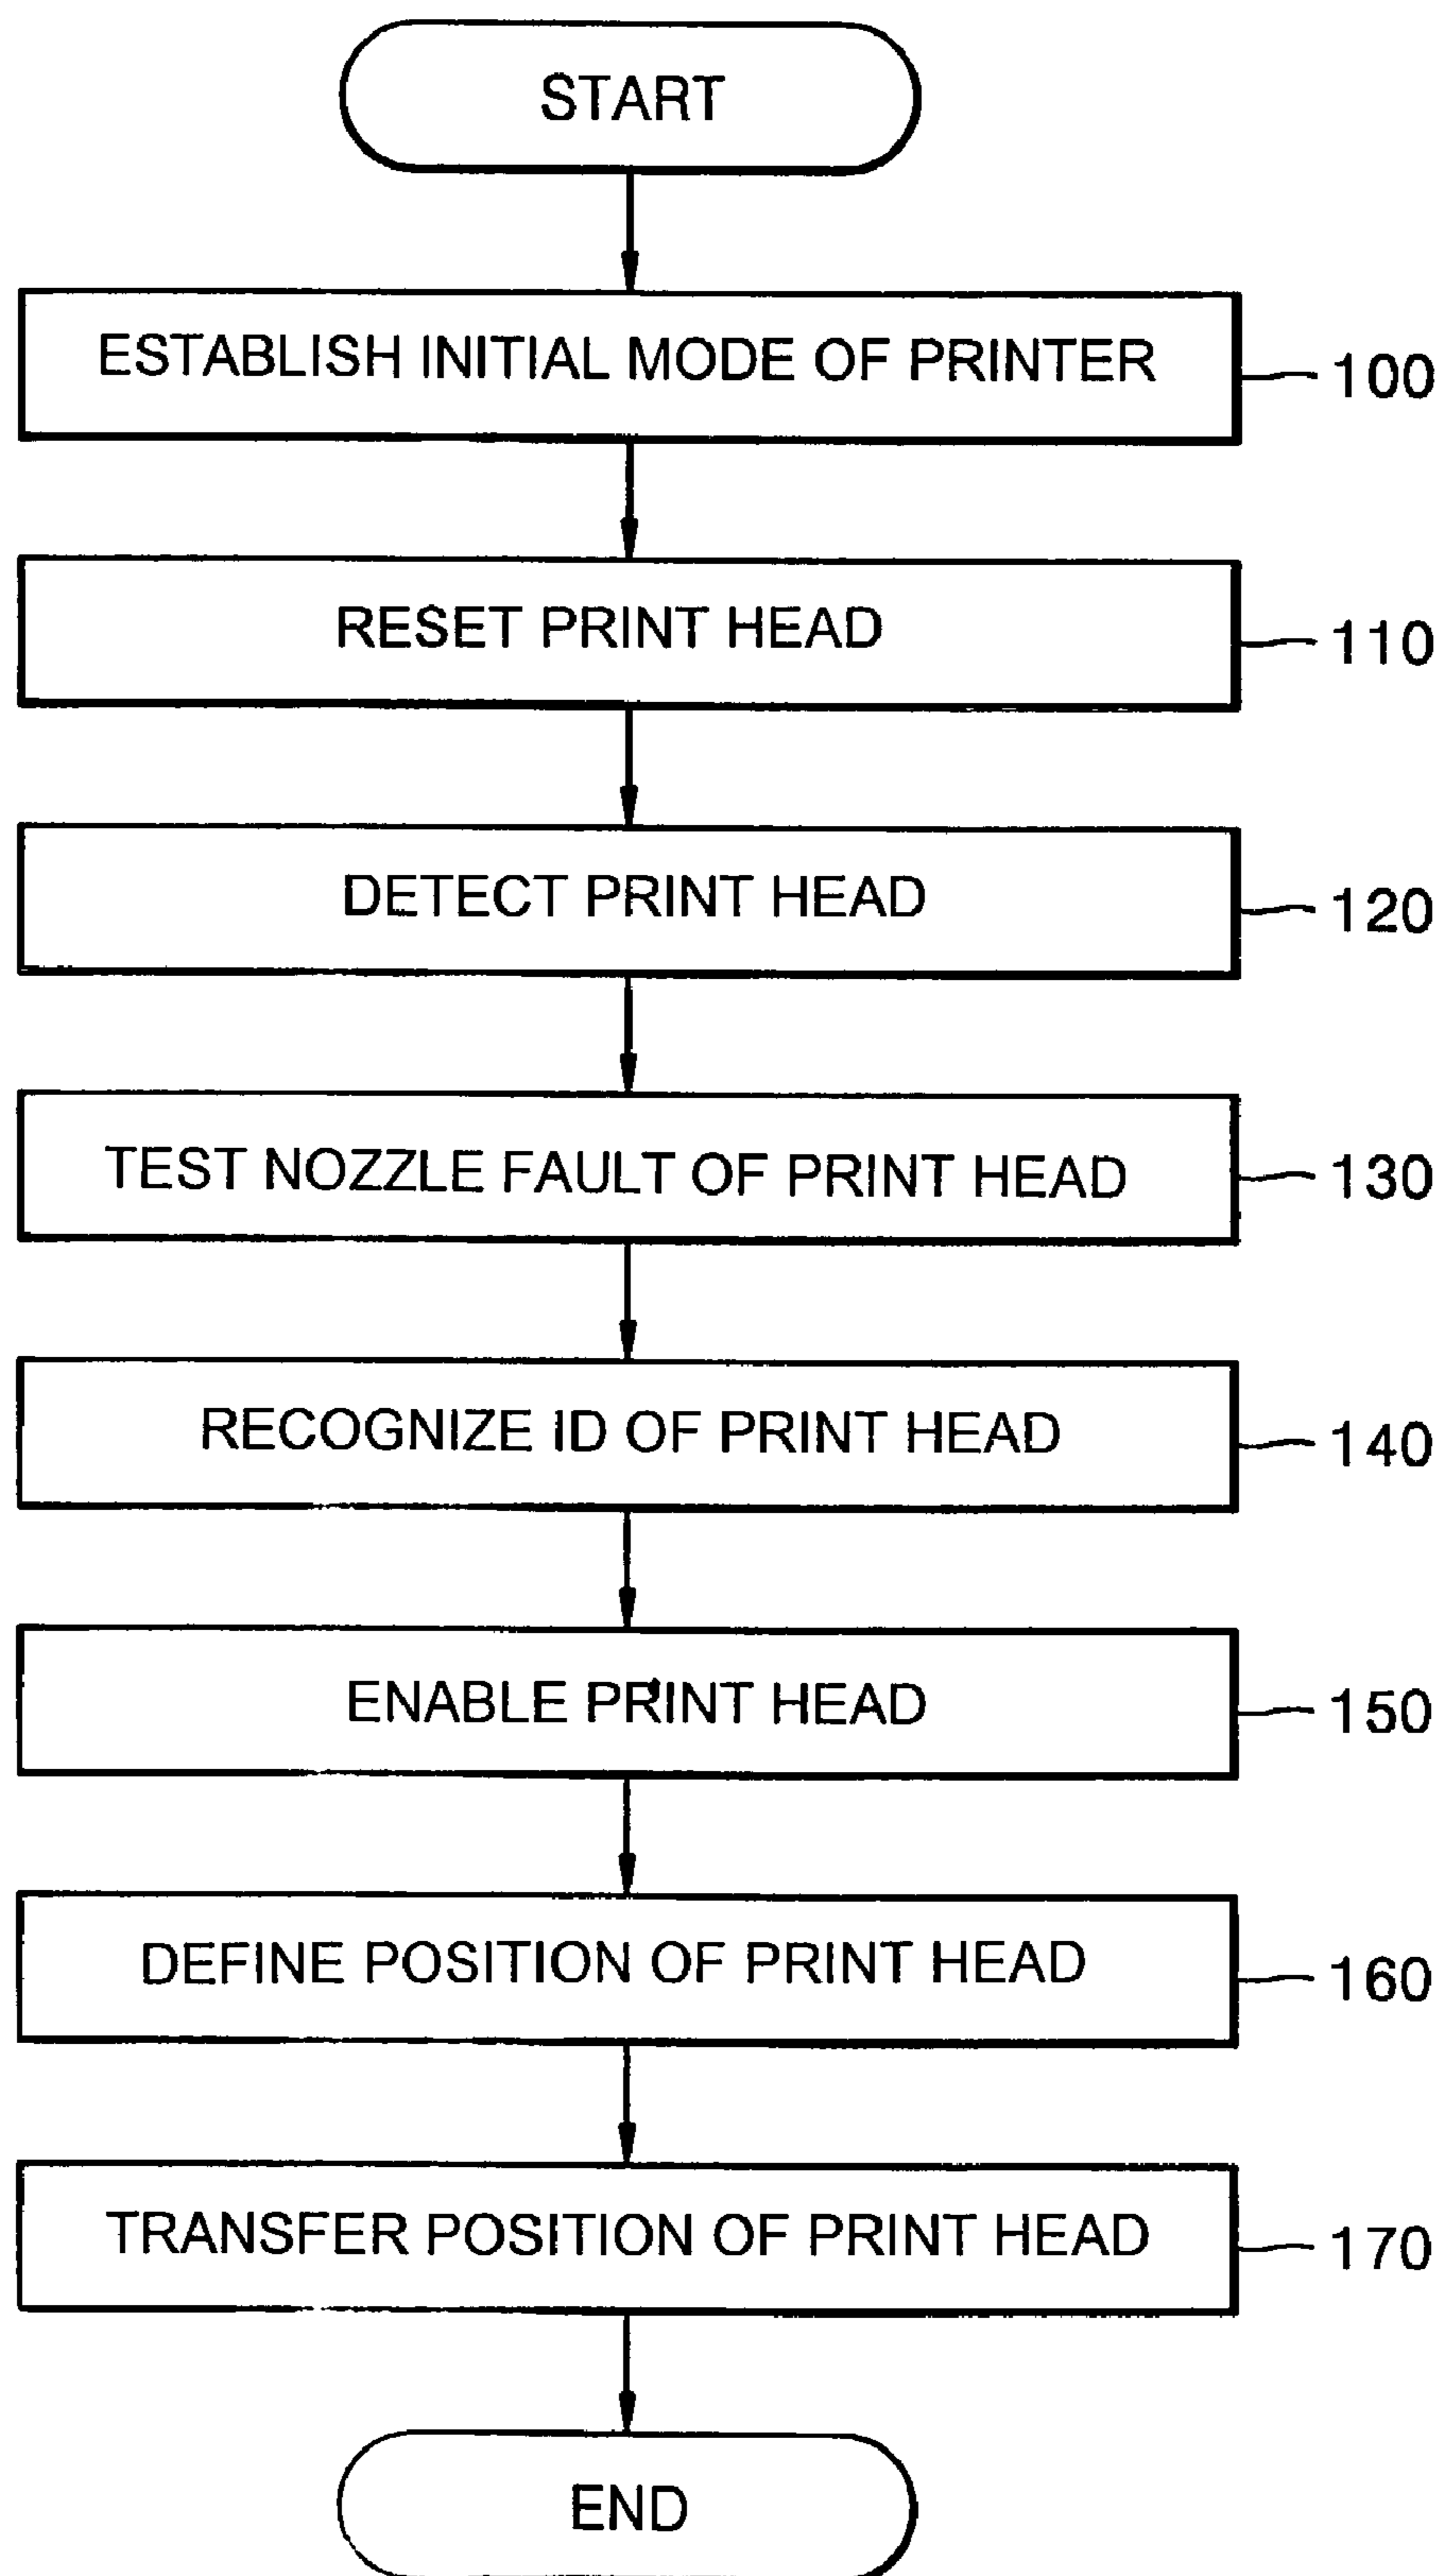 START
ESTABLISH INITIAL MODE OF PRINTER
100
RESET PRINT HEAD
110
DETECT PRINT HEAD
120
TEST NOZZLE FAULT OF PRINT HEAD
130
RECOGNIZE ID OF PRINT HEAD
140
ENABLE PRINT HEAD
150
DEFINE POSITION OF PRINT HEAD
160
TRANSFER POSITION OF PRINT HEAD
170
END